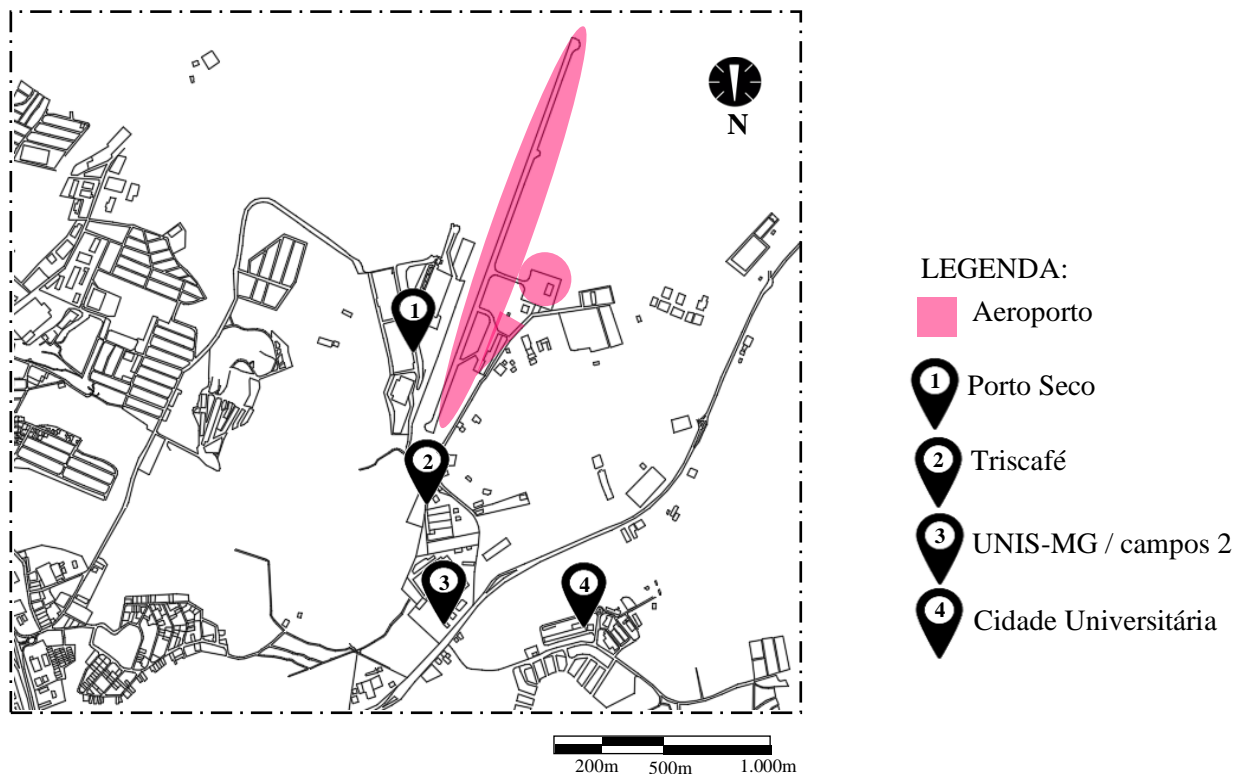 N
1
2
3
4
LEGENDA:
Aeroporto
1 Porto Seco
2 Triscafé
3 UNIS-MG / campos 2
4 Cidade Universitária
200m 500m 1.000m